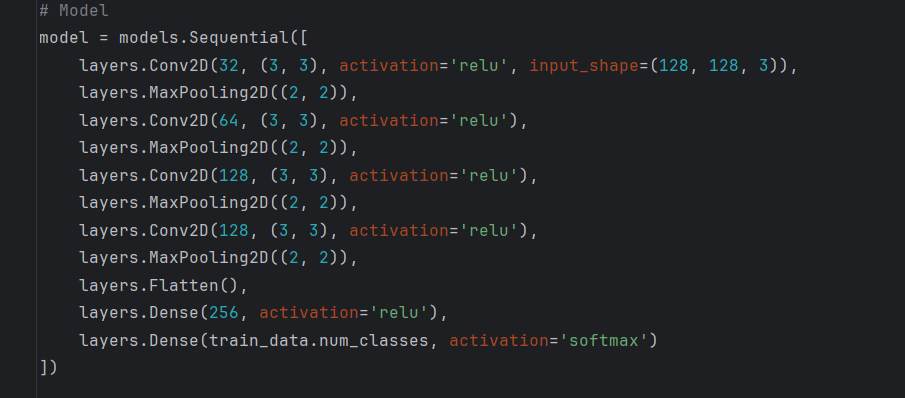 # Model
model = models.Sequential([
    layers.Conv2D(32, (3, 3), activation='relu', input_shape=(128, 128, 3)),
    layers.MaxPooling2D((2, 2)),
    layers.Conv2D(64, (3, 3), activation='relu'),
    layers.MaxPooling2D((2, 2)),
    layers.Conv2D(128, (3, 3), activation='relu'),
    layers.MaxPooling2D((2, 2)),
    layers.Conv2D(128, (3, 3), activation='relu'),
    layers.MaxPooling2D((2, 2)),
    layers.Flatten(),
    layers.Dense(256, activation='relu'),
    layers.Dense(train_data.num_classes, activation='softmax')
])